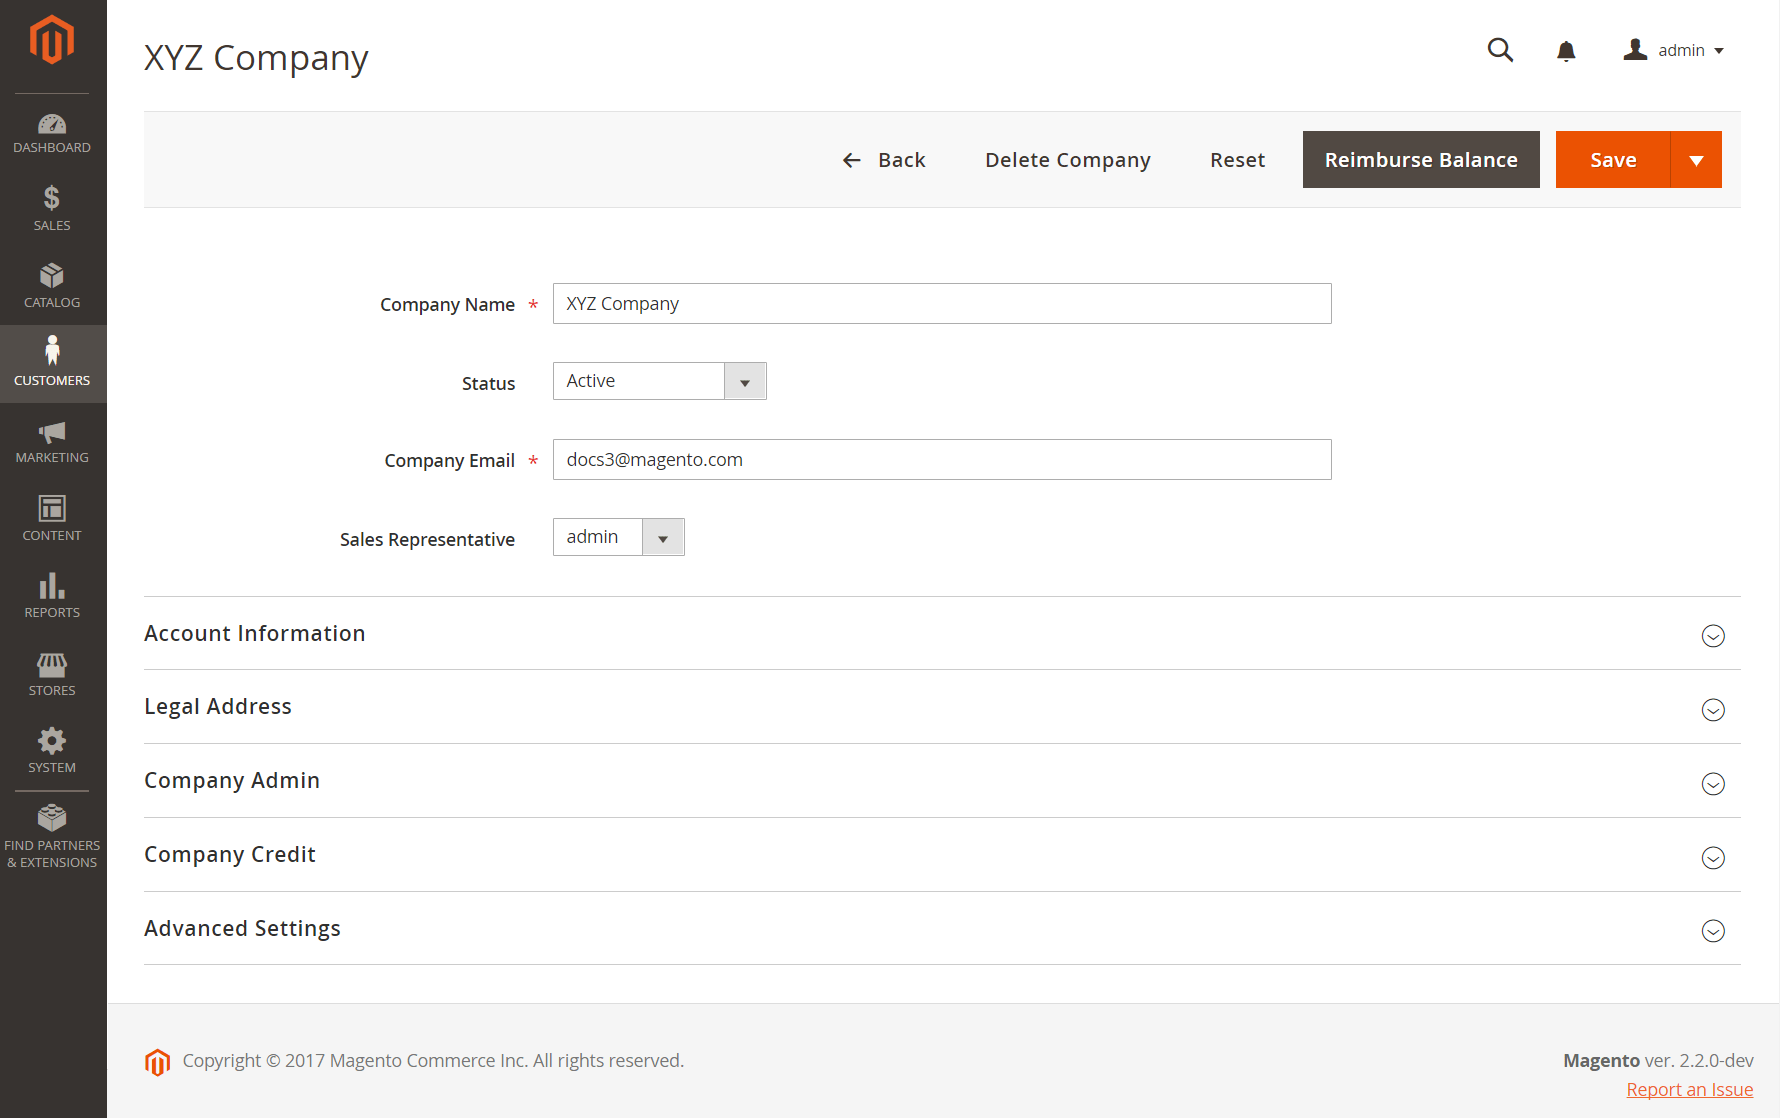 DASHBOARD
SALES
CATALOG
CUSTOMERS
MARKETING
CONTENT
REPORTS
STORES
SYSTEM
FIND PARTNERS
& EXTENSIONS
XYZ Company
admin
Back Delete Company Reset Reimburse Balance Save
Company Name * XYZ Company
Status Active
Company Email * docs3@magento.com
Sales Representative admin
Account Information
Legal Address
Company Admin
Company Credit
Advanced Settings
Copyright © 2017 Magento Commerce Inc. All rights reserved.
Magento ver. 2.2.0-dev
Report an Issue